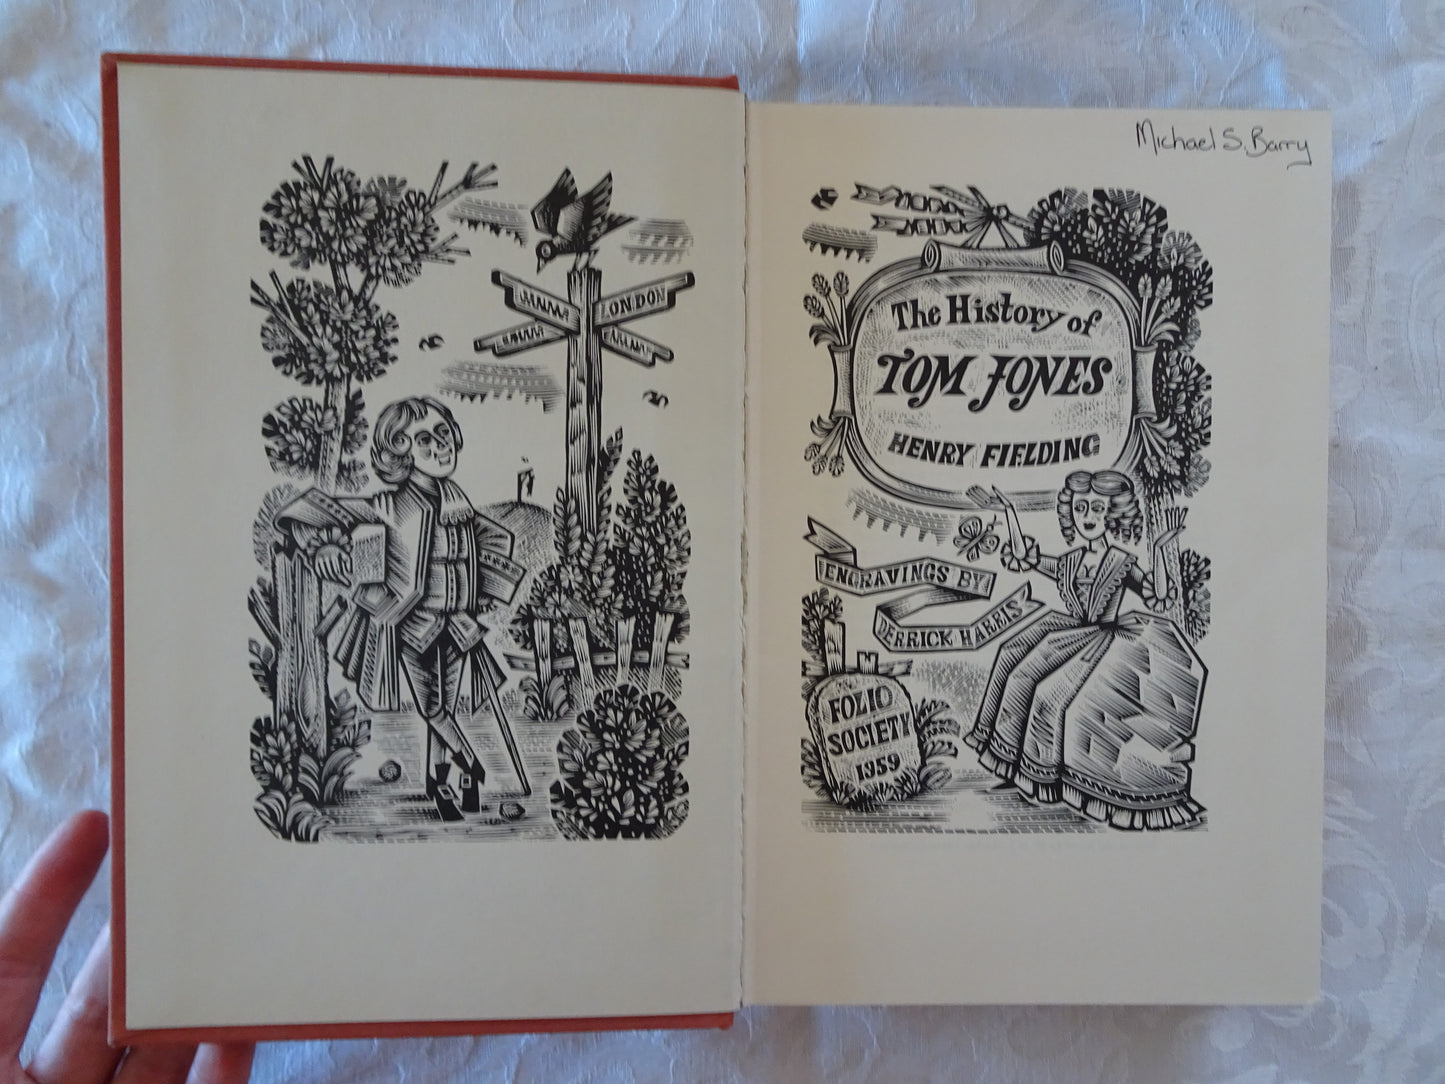 LONDON
Michael S. Barry
The History of
TOM JONES
HENRY FIELDING
ENGRAVINGS BY
DERRICK HARRIS
FOLIO
SOCIETY
1959